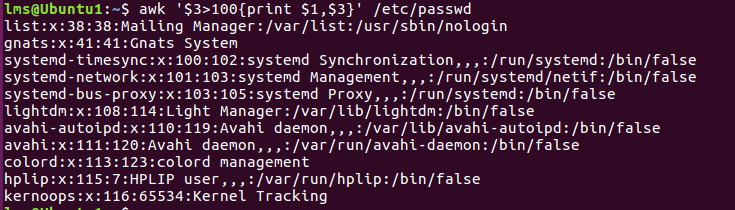 lms@Ubuntu1:~$ awk '$3>100{print $1,$3}' /etc/passwd
list:x:38:38:Mailing Manager:/var/list:/usr/sbin/nologin
gnats:x:41:41:Gnats System
systemd-timesync:x:100:102:systemd Synchronization,,,:/run/systemd:/bin/false
systemd-network:x:101:103:systemd Management,,,:/run/systemd/netif:/bin/false
systemd-bus-proxy:x:103:105:systemd Proxy,,,:/run/systemd:/bin/false
lightdm:x:108:114:Light Manager:/var/lib/lightdm:/bin/false
avahi-autoipd:x:110:119:Avahi daemon,,,:/var/lib/avahi-autoipd:/bin/false
avahi:x:111:120:Avahi daemon,,,:/var/run/avahi-daemon:/bin/false
colord:x:113:123:colord management
hplip:x:115:7:HPLIP user,,,:/var/run/hplip:/bin/false
kernoops:x:116:65534:Kernel Tracking
lms@Ubuntu1:~$